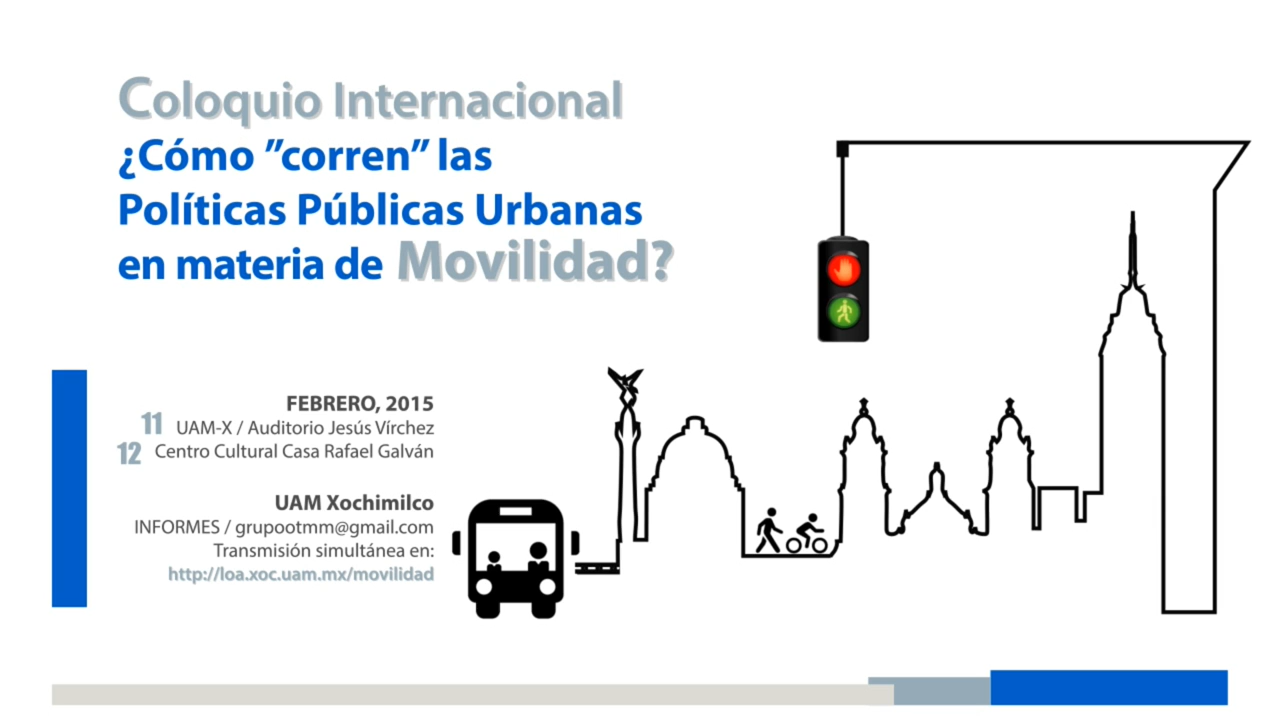 Coloquio Internacional
¿Cómo ”corren” las
Políticas Públicas Urbanas
en materia de Movilidad?
FEBRERO, 2015
11 UAM-X / Auditorio Jesús Vírchez
12 Centro Cultural Casa Rafael Galván
UAM Xochimilco
INFORMES / grupootmm@gmail.com
Transmisión simultánea en:
http://loa.xoc.uam.mx/movilidad